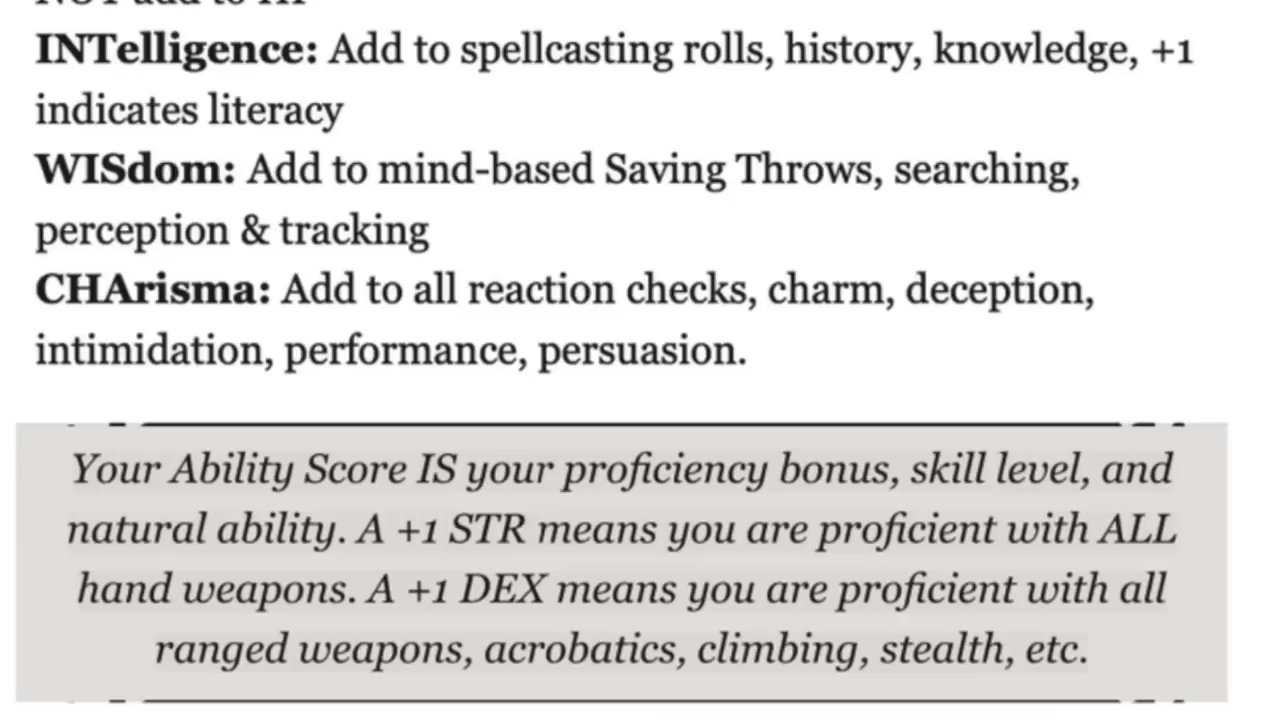 INTelligence: Add to spellcasting rolls, history, knowledge, +1
indicates literacy
WISdom: Add to mind-based Saving Throws, searching,
perception & tracking
CHArisma: Add to all reaction checks, charm, deception,
intimidation, performance, persuasion.
Your Ability Score IS your proficiency bonus, skill level, and
natural ability. A +1 STR means you are proficient with ALL
hand weapons. A +1 DEX means you are proficient with all
ranged weapons, acrobatics, climbing, stealth, etc.